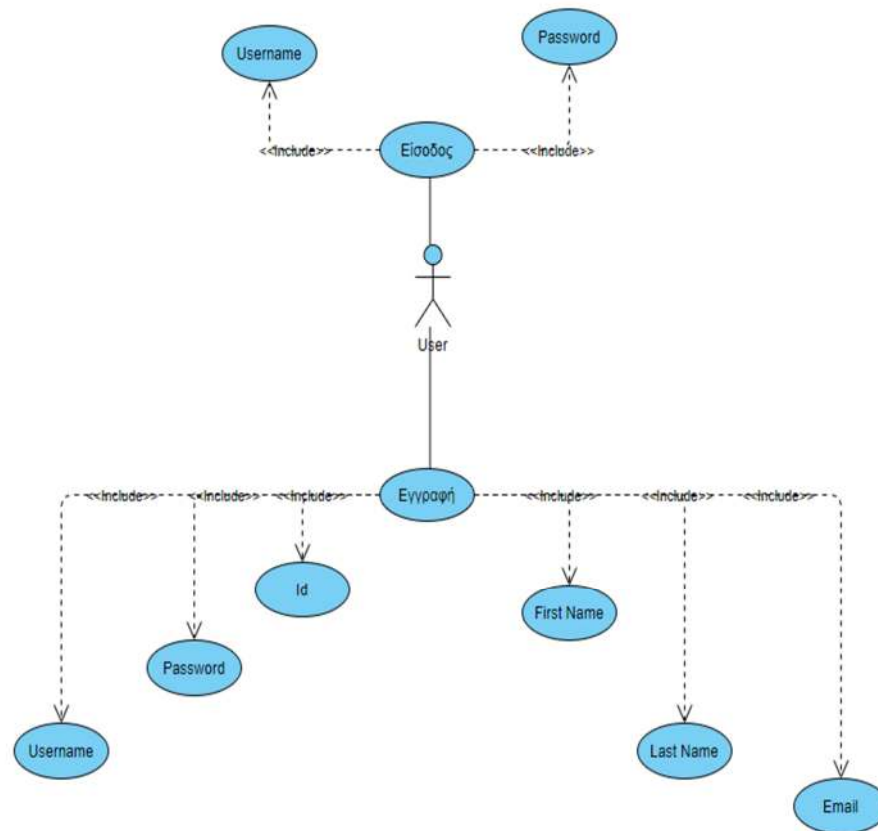 Password
Username
<<Include>>
Είσοδος
<<Include>>
User
<<Include>>
<<Include>>
<<Include>>
Εγγραφή
<<Include>>
<<Include>>
<<Include>>
Id
First Name
Password
Username
Last Name
Email